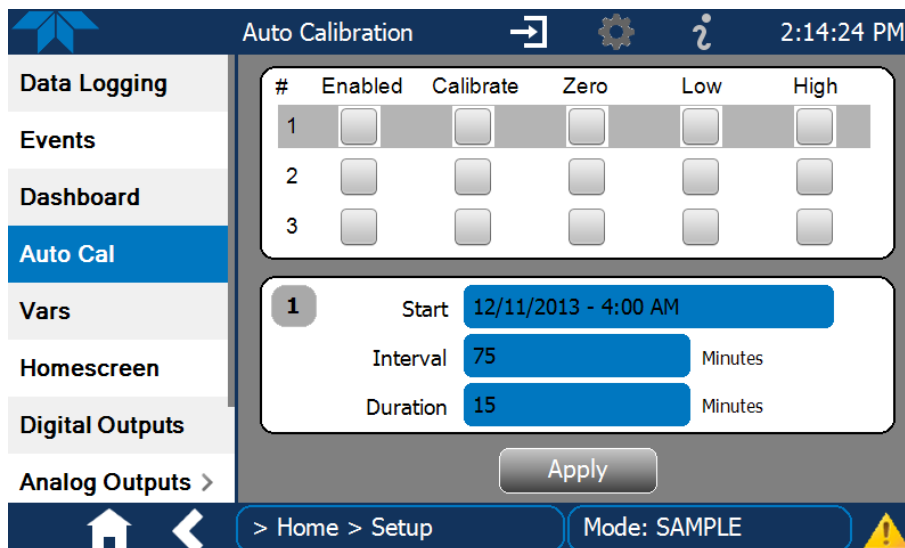 Auto Calibration 2:14:24 PM
Data Logging
Events
Dashboard
Auto Cal
Vars
Homescreen
Digital Outputs
Analog Outputs >
# Enabled Calibrate Zero Low High
1
2
3
1
Start 12/11/2013 - 4:00 AM
Interval 75 Minutes
Duration 15 Minutes
Apply
> Home > Setup Mode: SAMPLE